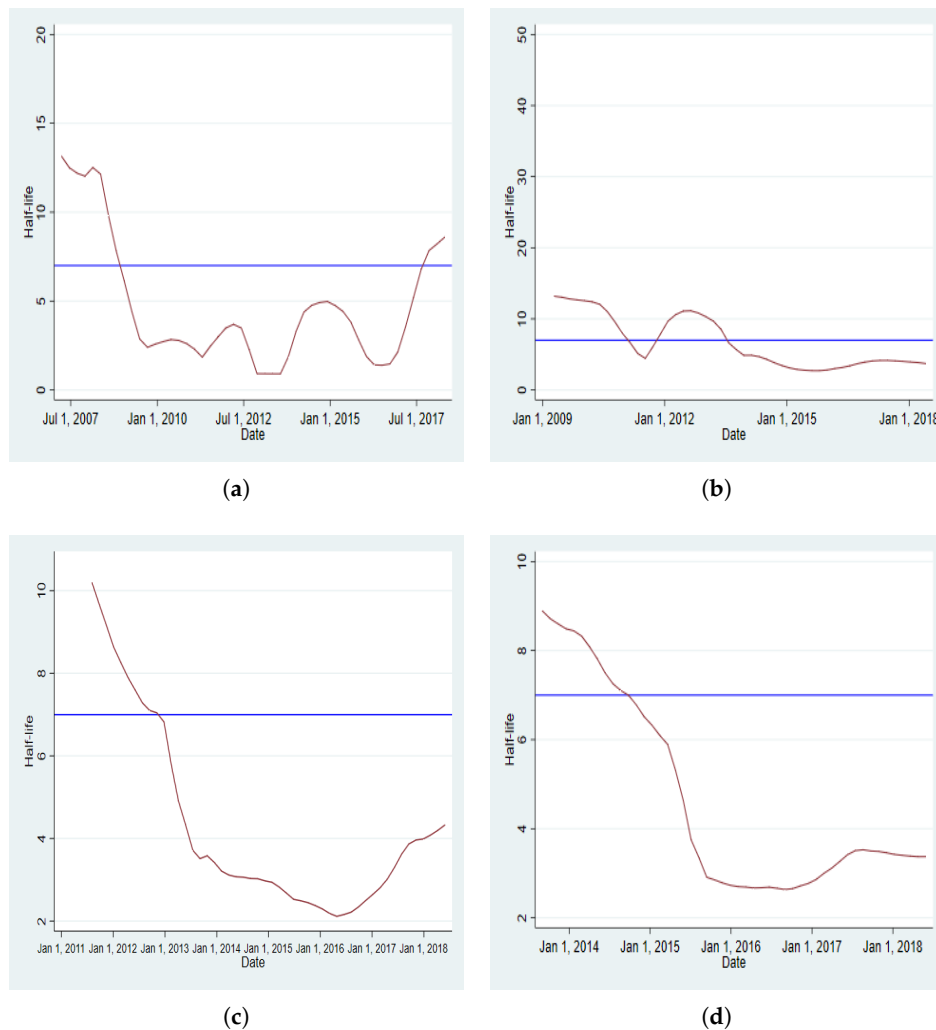 20
15
10
5
0
Half-life
Jul 1, 2007
Jan 1, 2010
Jul 1, 2012
Jan 1, 2015
Jul 1, 2017
Date
(a)
50
40
30
20
10
0
Half-life
Jan 1, 2009
Jan 1, 2012
Jan 1, 2015
Jan 1, 2018
Date
(b)
10
8
6
4
2
Half-life
Jan 1, 2011
Jan 1, 2012
Jan 1, 2013
Jan 1, 2014
Jan 1, 2015
Jan 1, 2016
Jan 1, 2017
Jan 1, 2018
Date
(c)
10
8
6
4
2
Half-life
Jan 1, 2014
Jan 1, 2015
Jan 1, 2016
Jan 1, 2017
Jan 1, 2018
Date
(d)